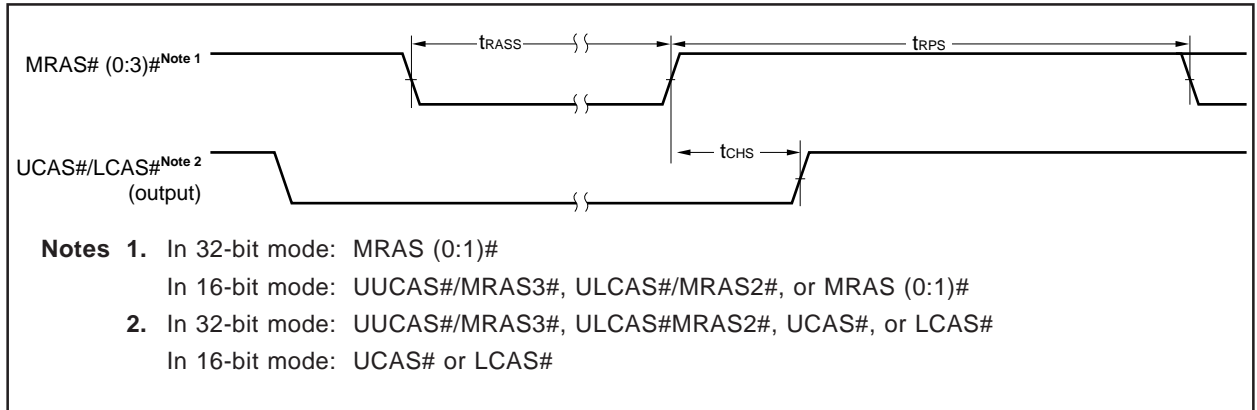 tRASS
tRPS
MRAS# (0:3)#Note 1
tCHS
UCAS#/LCAS#Note 2
(output)
Notes 1. In 32-bit mode: MRAS (0:1)#
In 16-bit mode: UUCAS#/MRAS3#, ULCAS#/MRAS2#, or MRAS (0:1)#
2. In 32-bit mode: UUCAS#/MRAS3#, ULCAS#MRAS2#, UCAS#, or LCAS#
In 16-bit mode: UCAS# or LCAS#